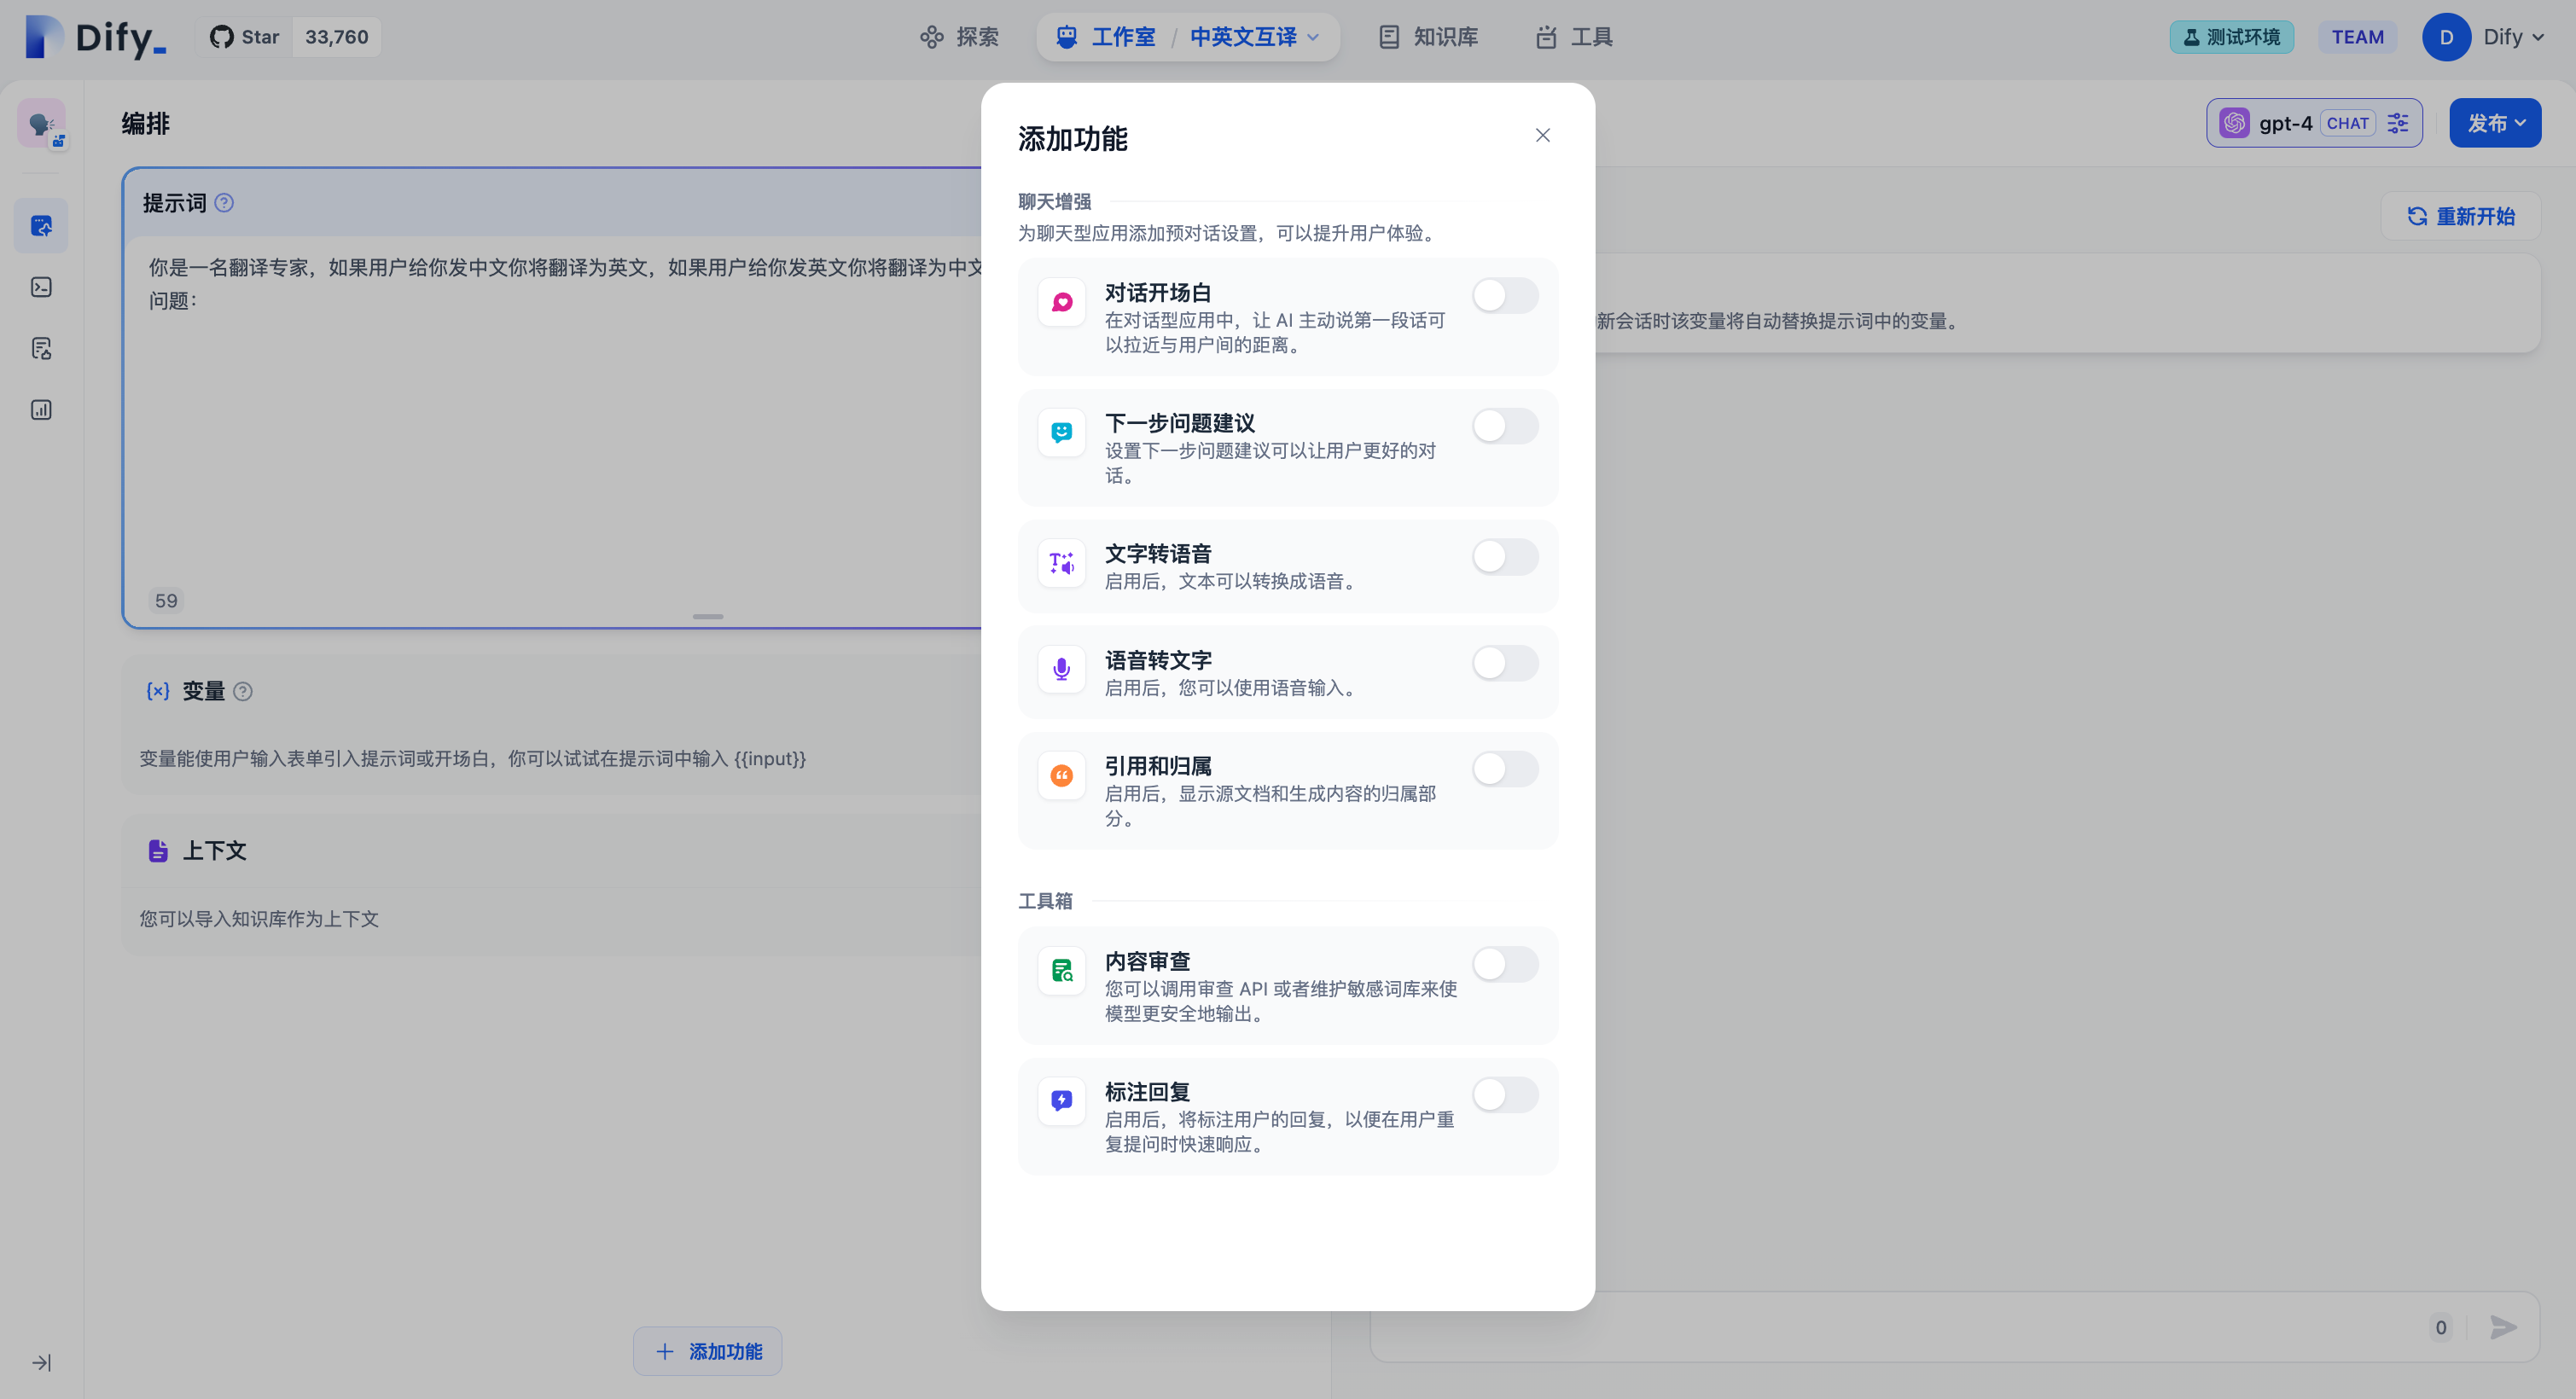 Dify_
Star 33,760
探索
工作室 / 中英文互译
知识库
工具
测试环境
TEAM
D
Dify
编排
gpt-4 CHAT
发布
提示词
你是一名翻译专家，如果用户给你发中文你将翻译为英文，如果用户给你发英文你将翻译为中文
问题：
59
变量
变量能使用户输入表单引入提示词或开场白，你可以试试在提示词中输入 {{input}}
上下文
您可以导入知识库作为上下文
添加功能
重新开始
新会话时该变量将自动替换提示词中的变量。
0
添加功能
聊天增强
为聊天型应用添加预对话设置，可以提升用户体验。
对话开场白
在对话型应用中，让 AI 主动说第一段话可
以拉近与用户间的距离。
下一步问题建议
设置下一步问题建议可以让用户更好的对
话。
文字转语音
启用后，文本可以转换成语音。
语音转文字
启用后，您可以使用语音输入。
引用和归属
启用后，显示源文档和生成内容的归属部
分。
工具箱
内容审查
您可以调用审查 API 或者维护敏感词库来使
模型更安全地输出。
标注回复
启用后，将标注用户的回复，以便在用户重
复提问时快速响应。